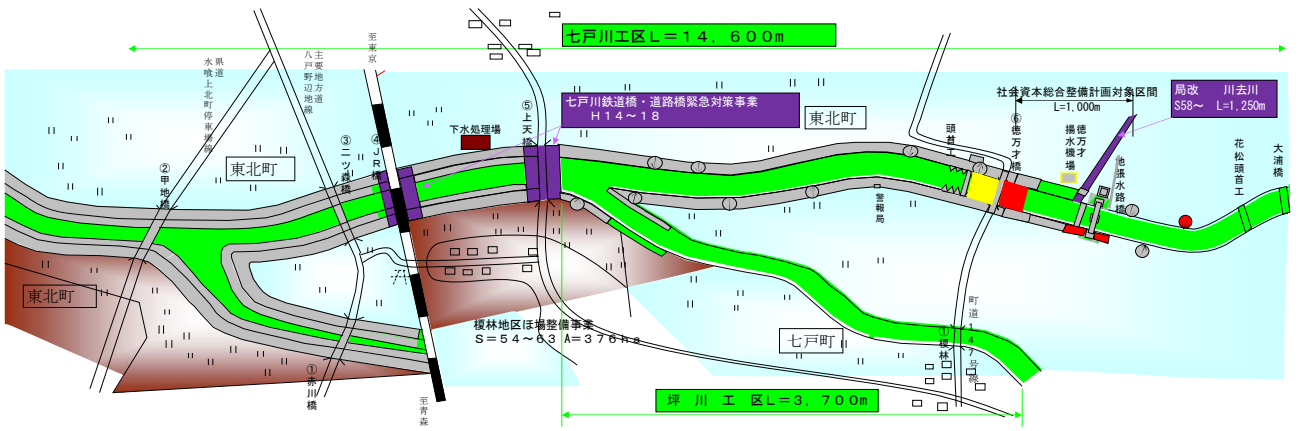 七戸川工区L＝14，600m
至東京
主要地方道
八戸野辺地線
県道
水喰上北町停車場線
七戸川鉄道橋・道路橋緊急対策事業
H14～18
⑤上天橋
下水処理場
東北町
社会資本総合整備計画対象区間
L=1,000m
局改　川去川
S58～　L=1,250m
頭首工
⑥徳万才橋
徳万才
揚水機場
池張水路橋
花松頭首工
大浦橋
③二ツ森橋
④JR橋
②甲地橋
東北町
警報局
東北町
榎林地区ほ場整備事業
S＝54～63 A＝376ha
七戸町
①榎林
町道147号線
①赤川橋
至青森
坪　川　工　区L＝3，700m